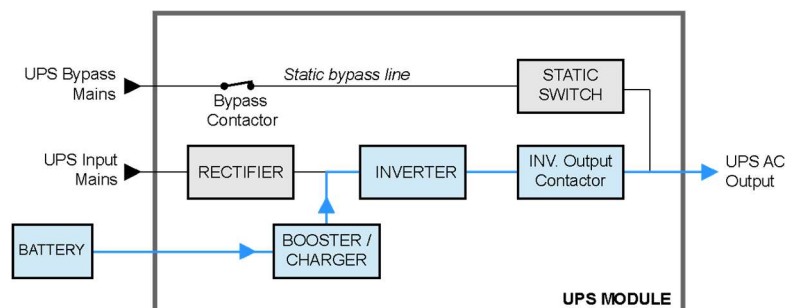 UPS Bypass
Mains
Static bypass line
Bypass
Contactor
STATIC
SWITCH
UPS Input
Mains
RECTIFIER
INVERTER
INV. Output
Contactor
UPS AC
Output
BATTERY
BOOSTER /
CHARGER
UPS MODULE